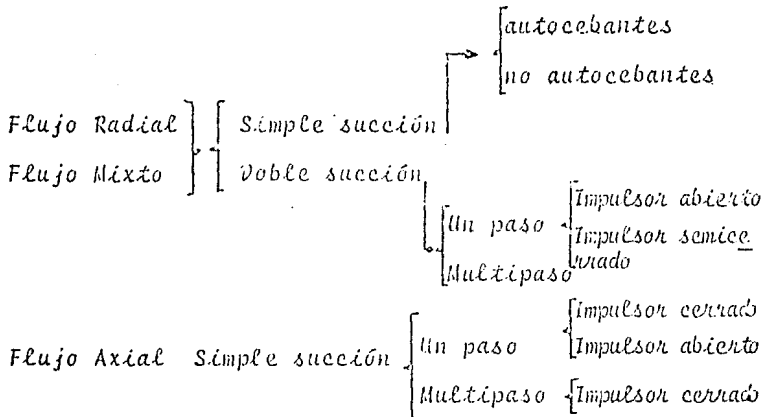 autocebantes
no autocebantes
Flujo Radial
Flujo Mixto
Simple succión
Doble succión
Un paso
Multipaso
Impulsor abierto
Impulsor semice
rrado
Flujo Axial Simple succión
Un paso
Multipaso
Impulsor cerrado
Impulsor abierto
Impulsor cerrado